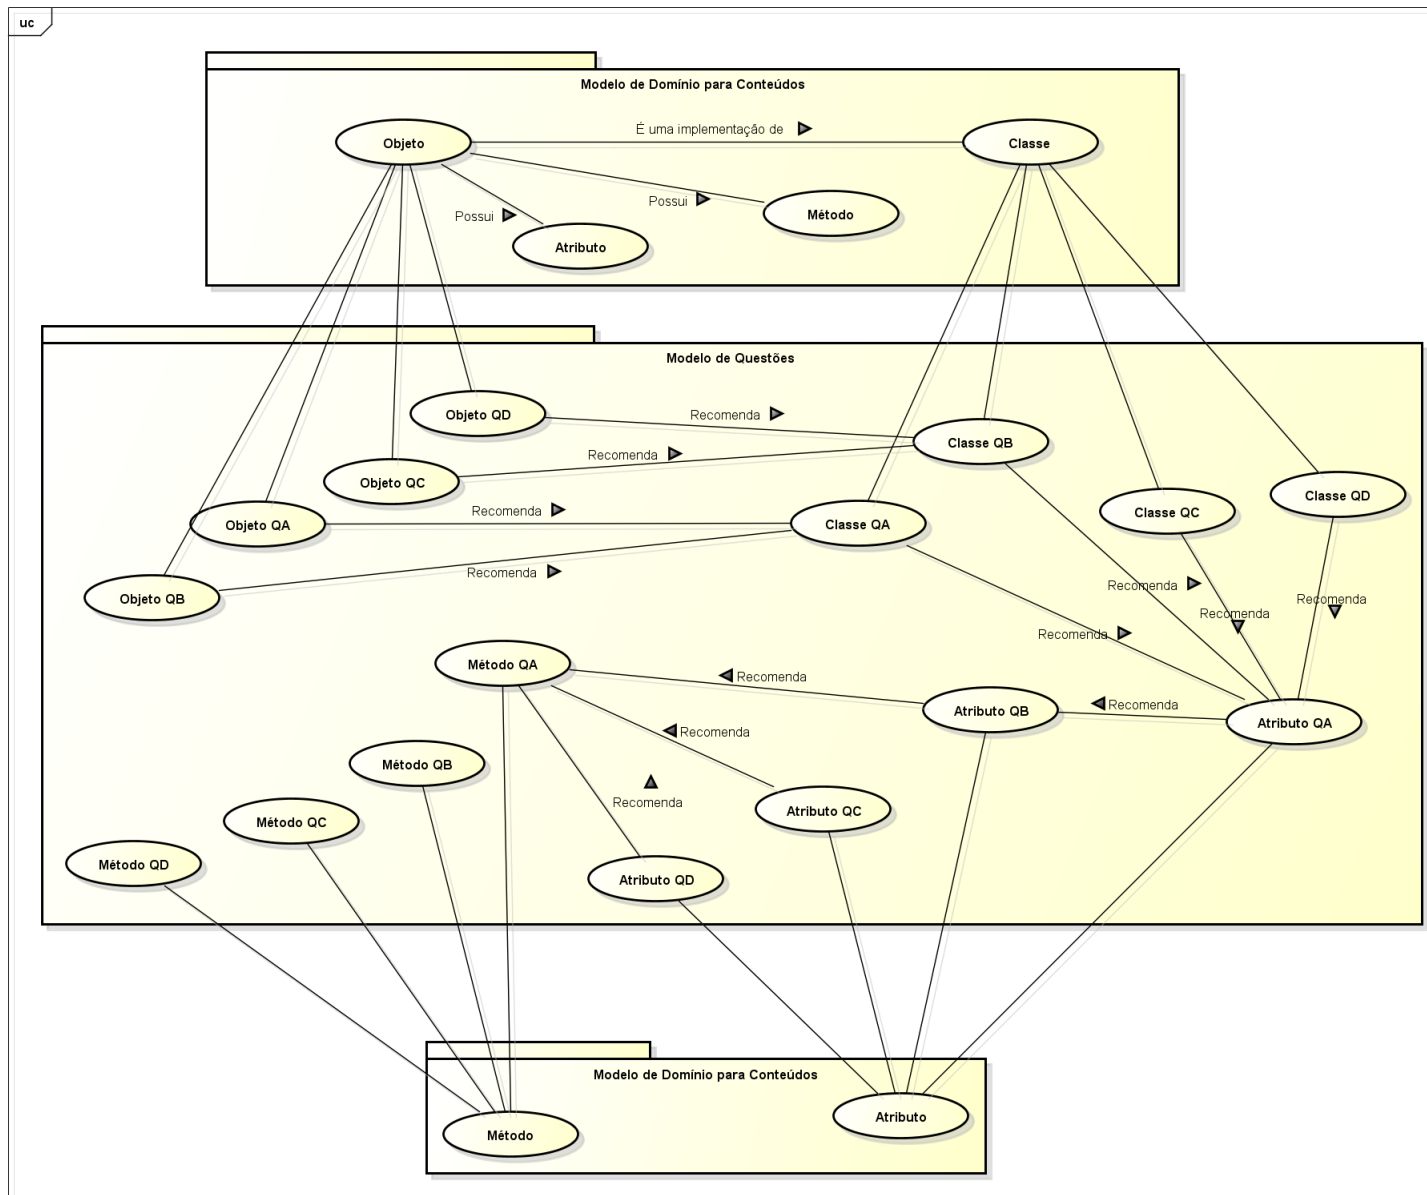 uc
Modelo de Domínio para Conteúdos
É uma implementação de
Objeto
Classe
Possui
Possui
Método
Atributo
Modelo de Questões
Objeto QD
Recomenda
Classe QB
Recomenda
Objeto QC
Classe QD
Recomenda
Classe QC
Objeto QA
Classe QA
Recomenda
Recomenda
Objeto QB
Recomenda
Recomenda
Recomenda
Método QA
Recomenda
Recomenda
Atributo QB
Atributo QA
Recomenda
Método QB
Recomenda
Atributo QC
Método QC
Método QD
Atributo QD
Modelo de Domínio para Conteúdos
Atributo
Método